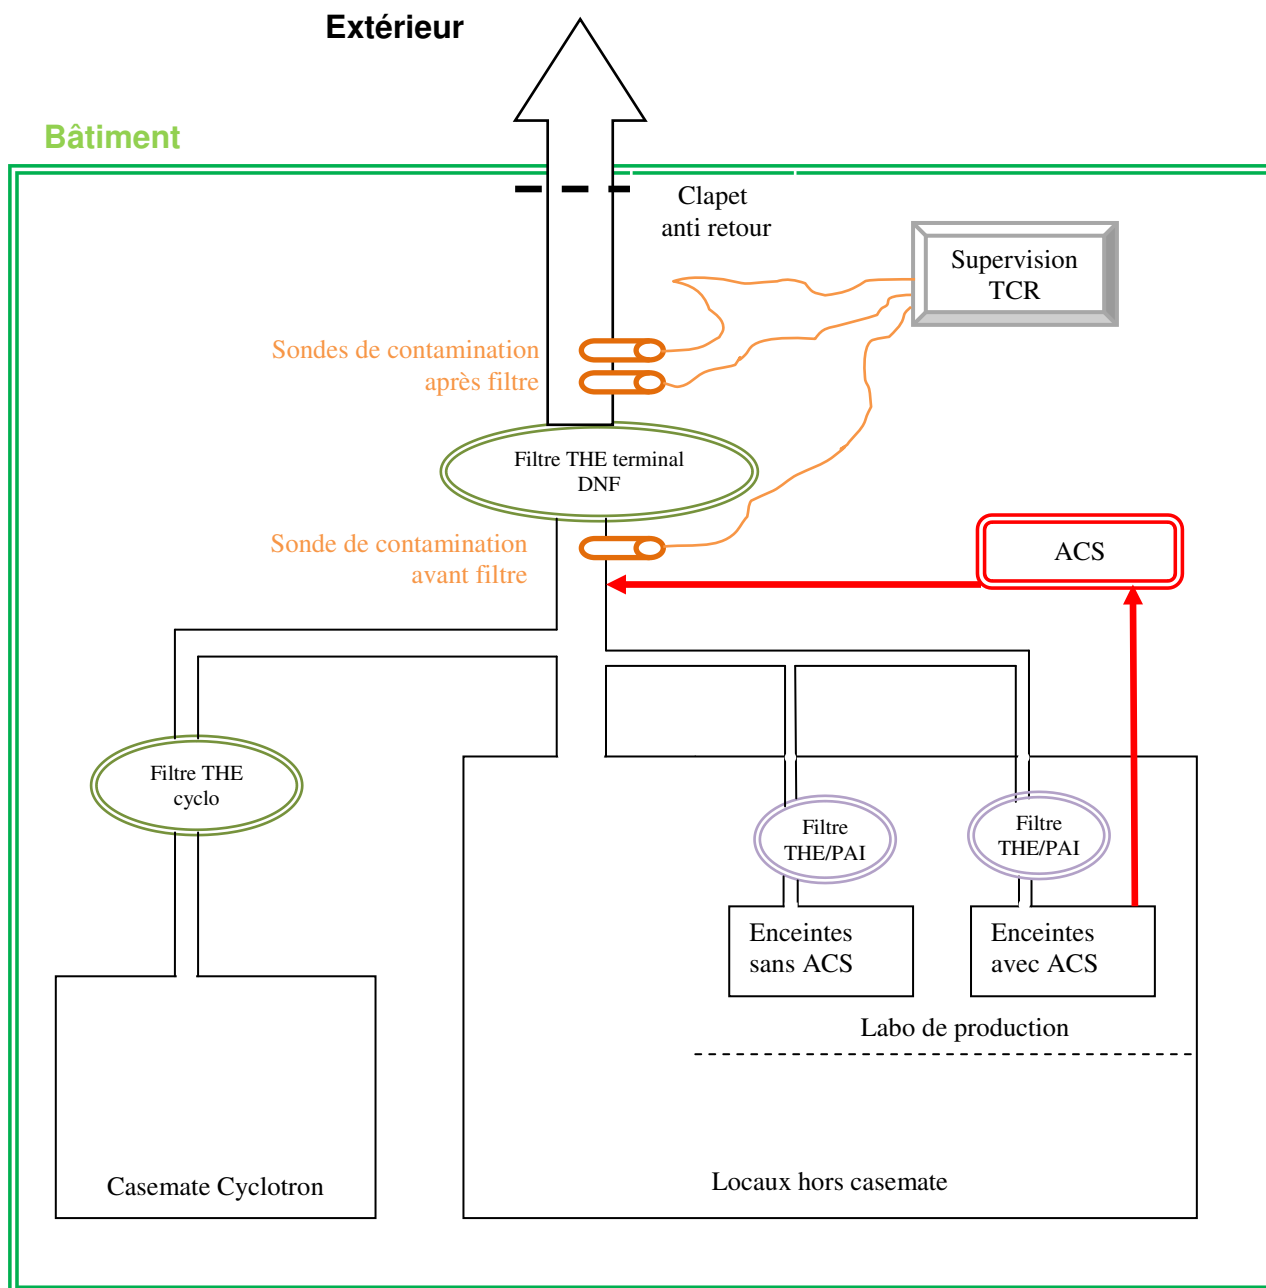 Extérieur
Bâtiment
Clapet
anti retour
Supervision
TCR
Sondes de contamination
après filtre
Filtre THE terminal
DNF
Sonde de contamination
avant filtre
ACS
Filtre THE
cyclo
Filtre
THE/PAI
Filtre
THE/PAI
Enceintes
sans ACS
Enceintes
avec ACS
Labo de production
Casemate Cyclotron
Locaux hors casemate